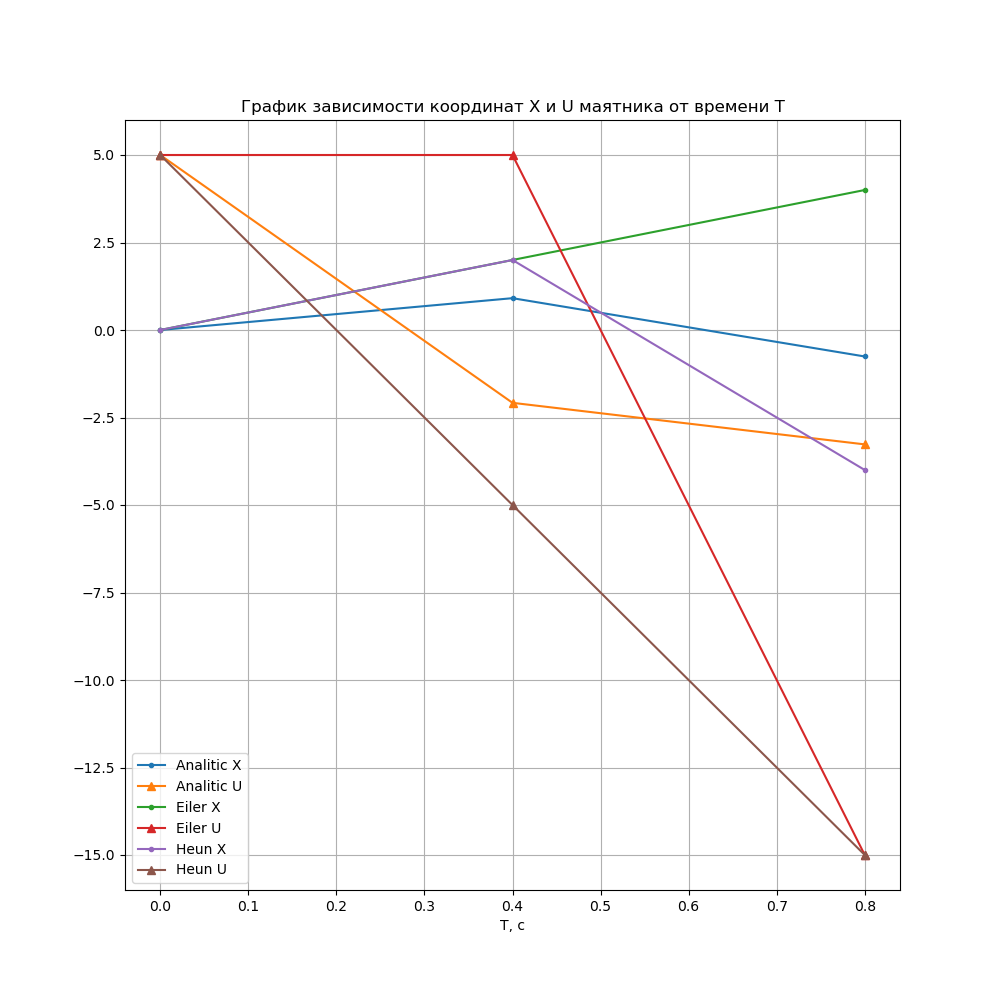 График зависимости координат X и U маятника от времени T
5.0
2.5
0.0
−2.5
−5.0
−7.5
−10.0
−12.5
−15.0
Analitic X
Analitic U
Eiler X
Eiler U
Heun X
Heun U
0.0 0.1 0.2 0.3 0.4 0.5 0.6 0.7 0.8
T, c